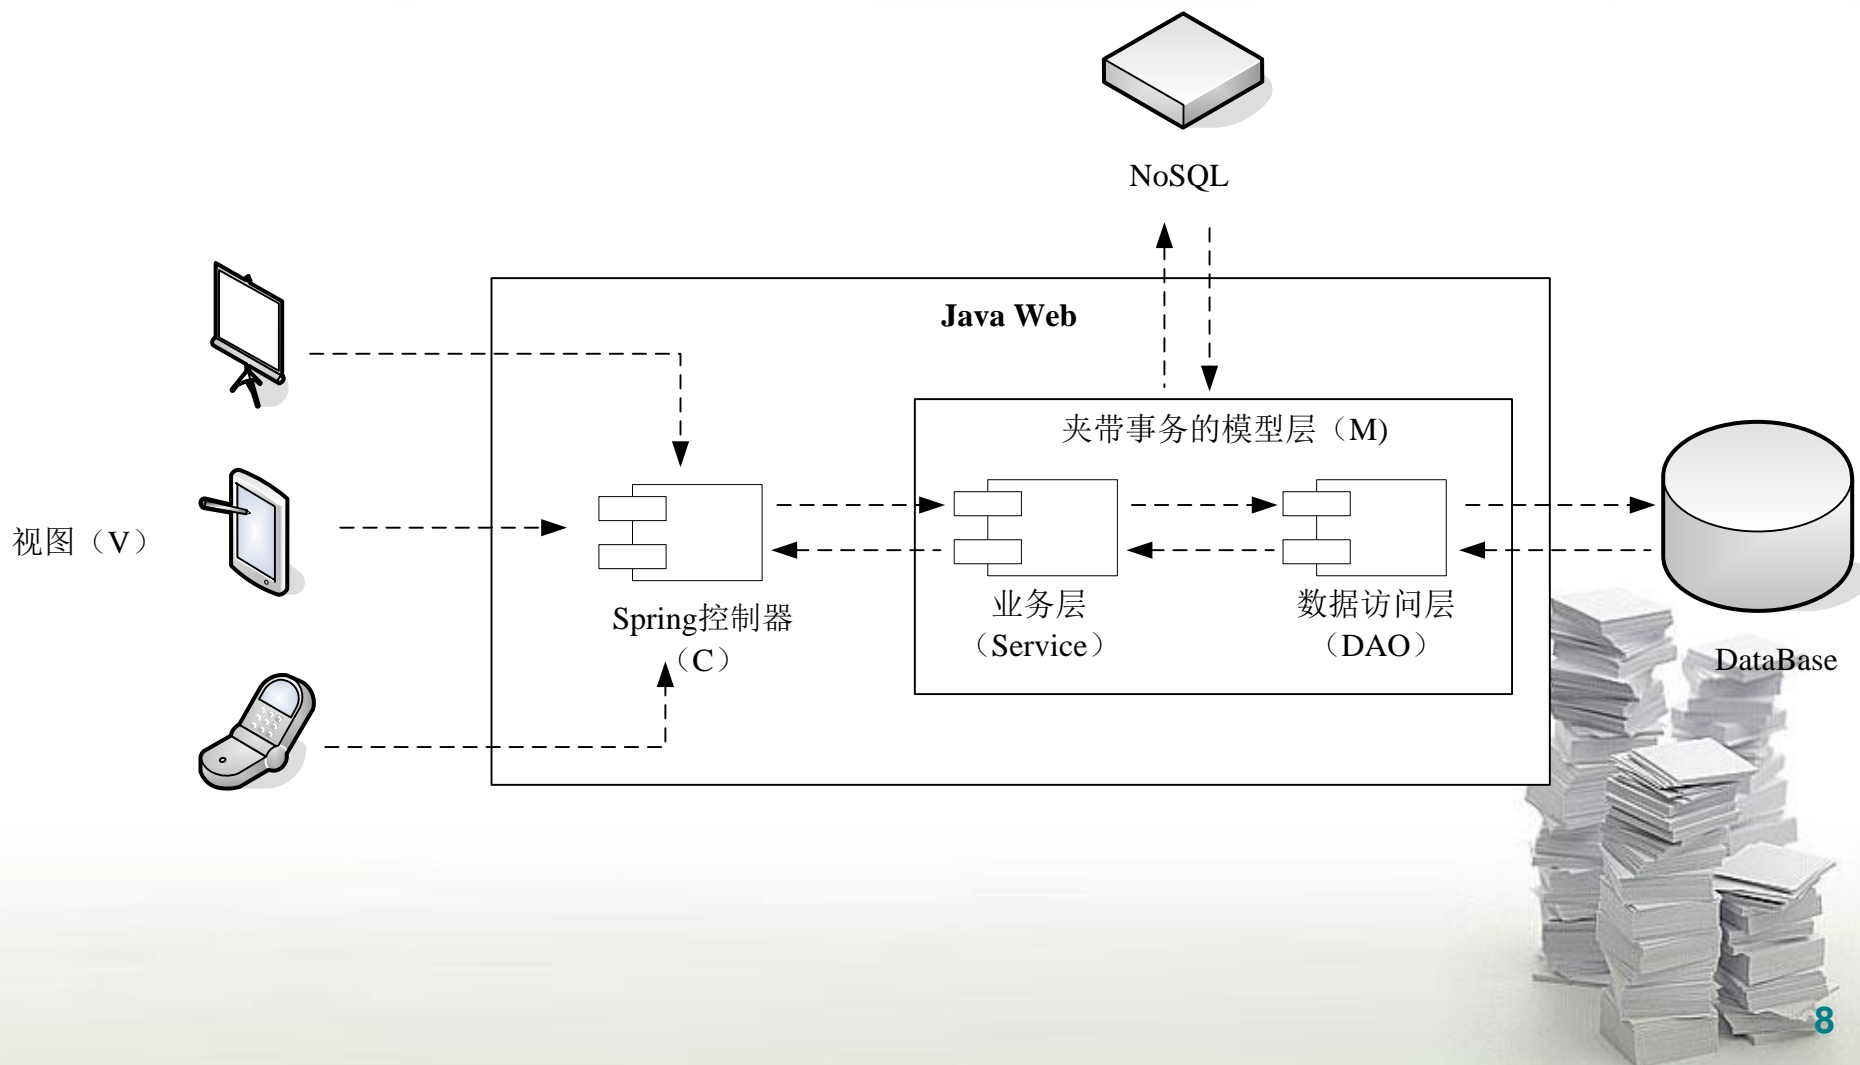 NoSQL
Java Web
夹带事务的模型层（M)
视图（V）
Spring控制器
（C）
业务层
（Service）
数据访问层
（DAO）
DataBase
8